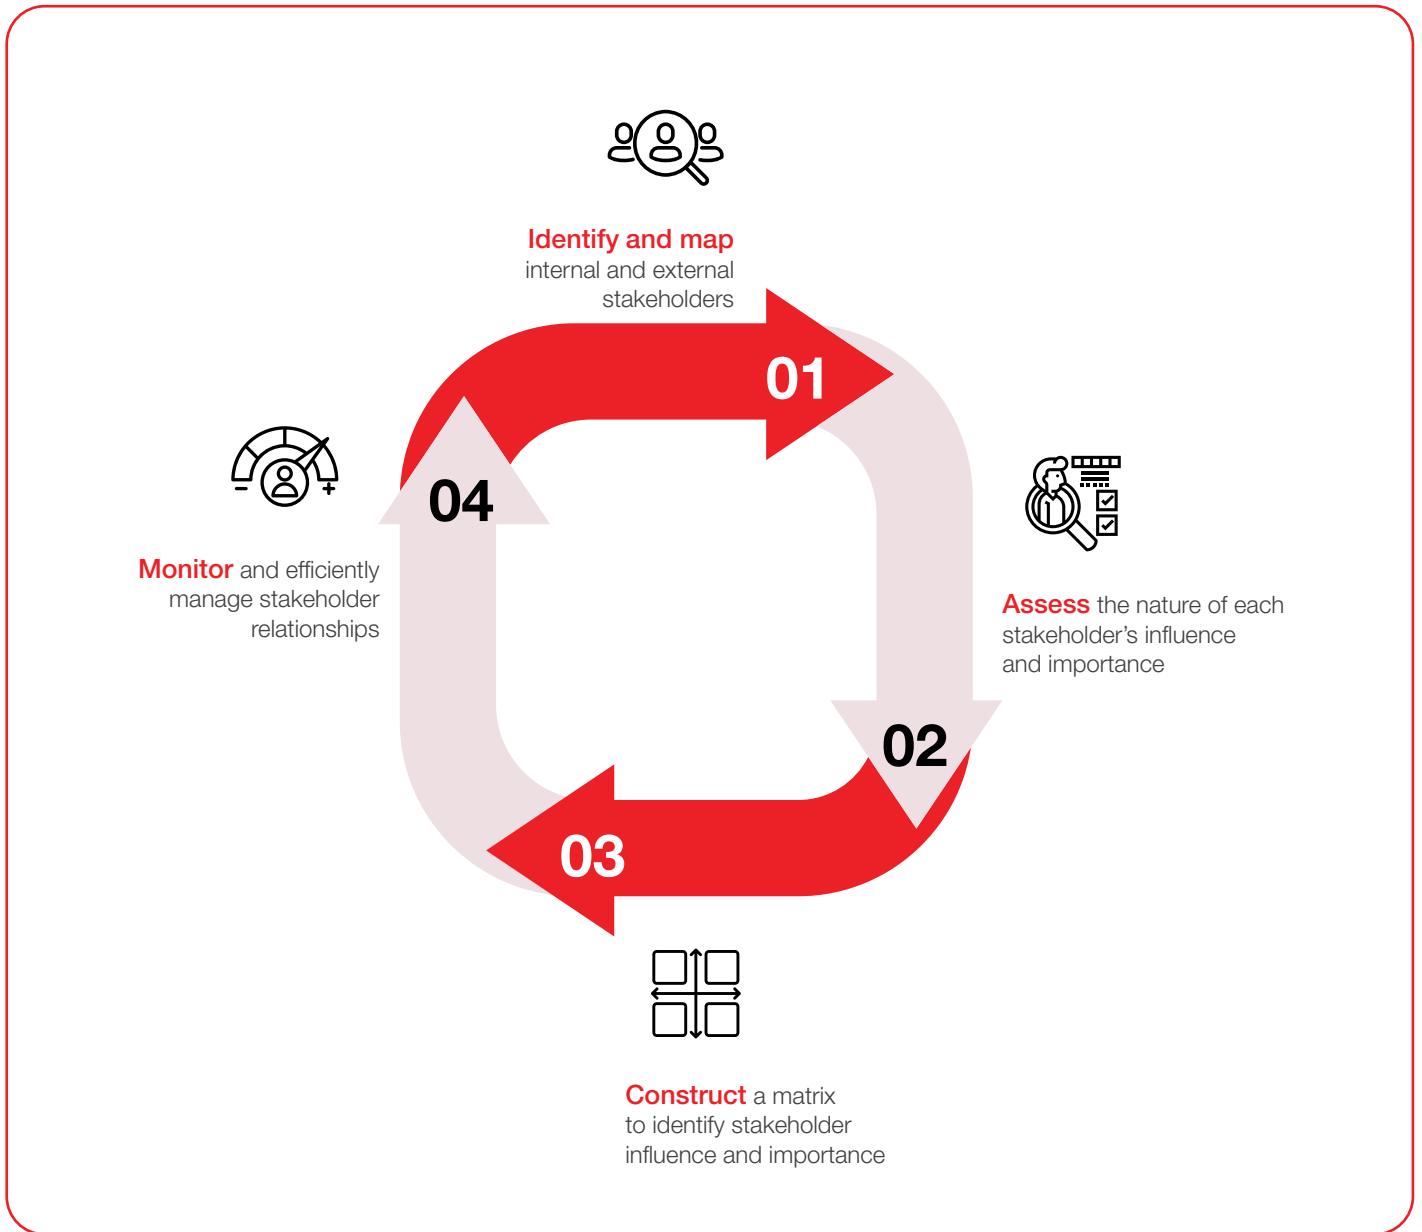 Identify and map
internal and external
stakeholders
01
04
Monitor and efficiently
manage stakeholder
relationships
Assess the nature of each
stakeholder’s influence
and importance
02
03
Construct a matrix
to identify stakeholder
influence and importance